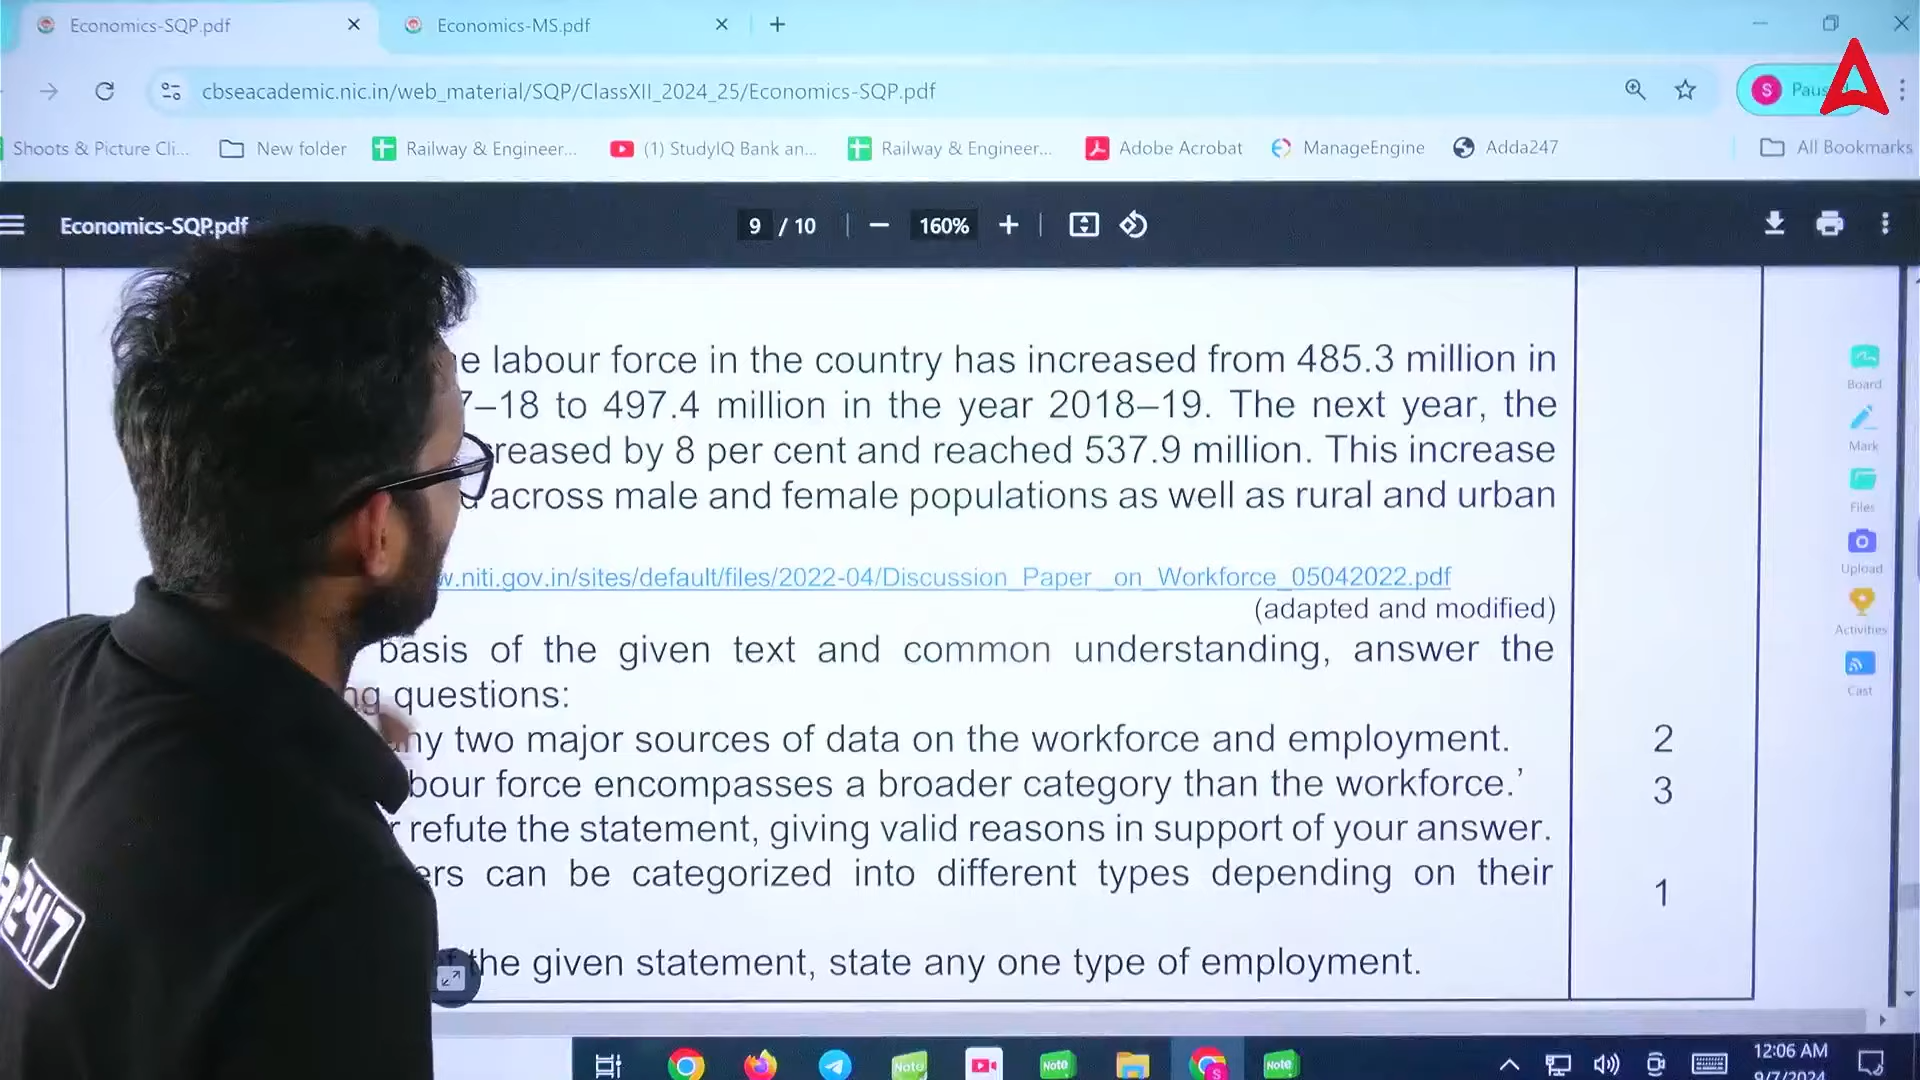 Economics-SQP.pdf
Economics-MS.pdf
cbseacademic.nic.in/web_material/SQP/ClassXII_2024_25/Economics-SQP.pdf
S
Shoots & Picture Cli...
New folder
Railway & Engineer...
(1) StudyIQ Bank an...
Railway & Engineer...
Adobe Acrobat
ManageEngine
Adda247
All Bookmarks
Economics-SQP.pdf
9 / 10
160%
labour force in the country has increased from 485.3 million in
–18 to 497.4 million in the year 2018–19. The next year, the
by 8 per cent and reached 537.9 million. This increase
across male and female populations as well as rural and urban
.niti.gov.in/sites/default/files/2022-04/Discussion_Paper_on_Workforce_05042022.pdf
(adapted and modified)
basis of the given text and common understanding, answer the
questions:
two major sources of data on the workforce and employment.
2
force encompasses a broader category than the workforce.’
3
refute the statement, giving valid reasons in support of your answer.
can be categorized into different types depending on their
1
the given statement, state any one type of employment.
Board
Mark
Files
Upload
Activities
Cast
247
Note
Note
Note
S
12:06 AM
9/7/2024